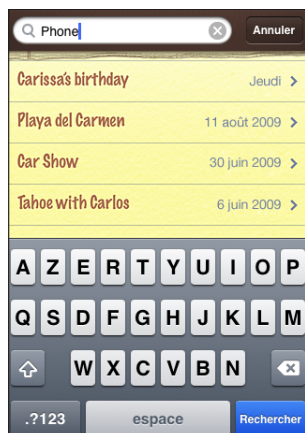 Phone Annuler
Carissa's birthday Jeudi
Playa del Carmen 11 août 2009
Car Show 30 juin 2009
Tahoe with Carlos 6 juin 2009
A Z E R T Y U I O P
Q S D F G H J K L M
W X C V B N
.?123 espace Rechercher